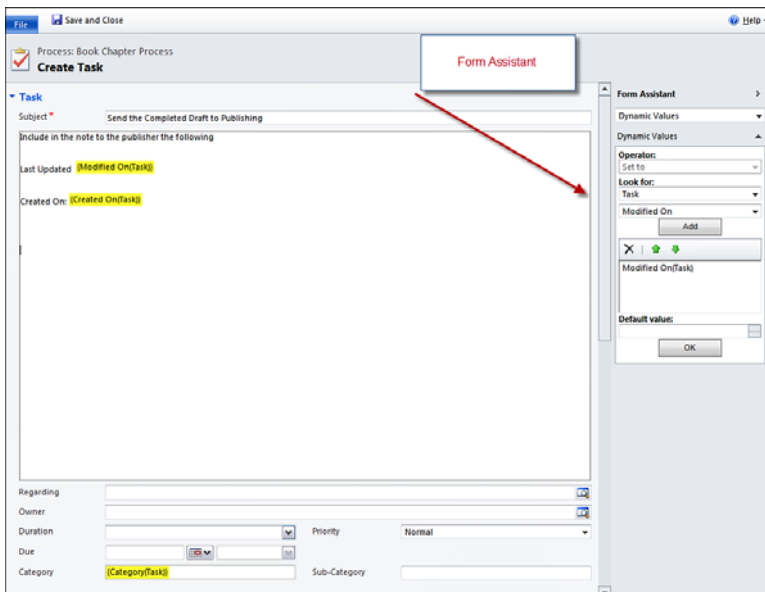 File
Save and Close
Help
Process: Book Chapter Process
Create Task
Form Assistant
Task
Subject *
Send the Completed Draft to Publishing
Include in the note to the publisher the following
Last Updated {Modified On(Task)}
Created On: {Created On(Task)}
Regarding
Owner
Duration
Priority
Normal
Due
Category
{Category(Task)}
Sub-Category
Form Assistant
Dynamic Values
Dynamic Values
Operator:
Set to
Look for:
Task
Modified On
Add
Modified On(Task)
Default value:
OK